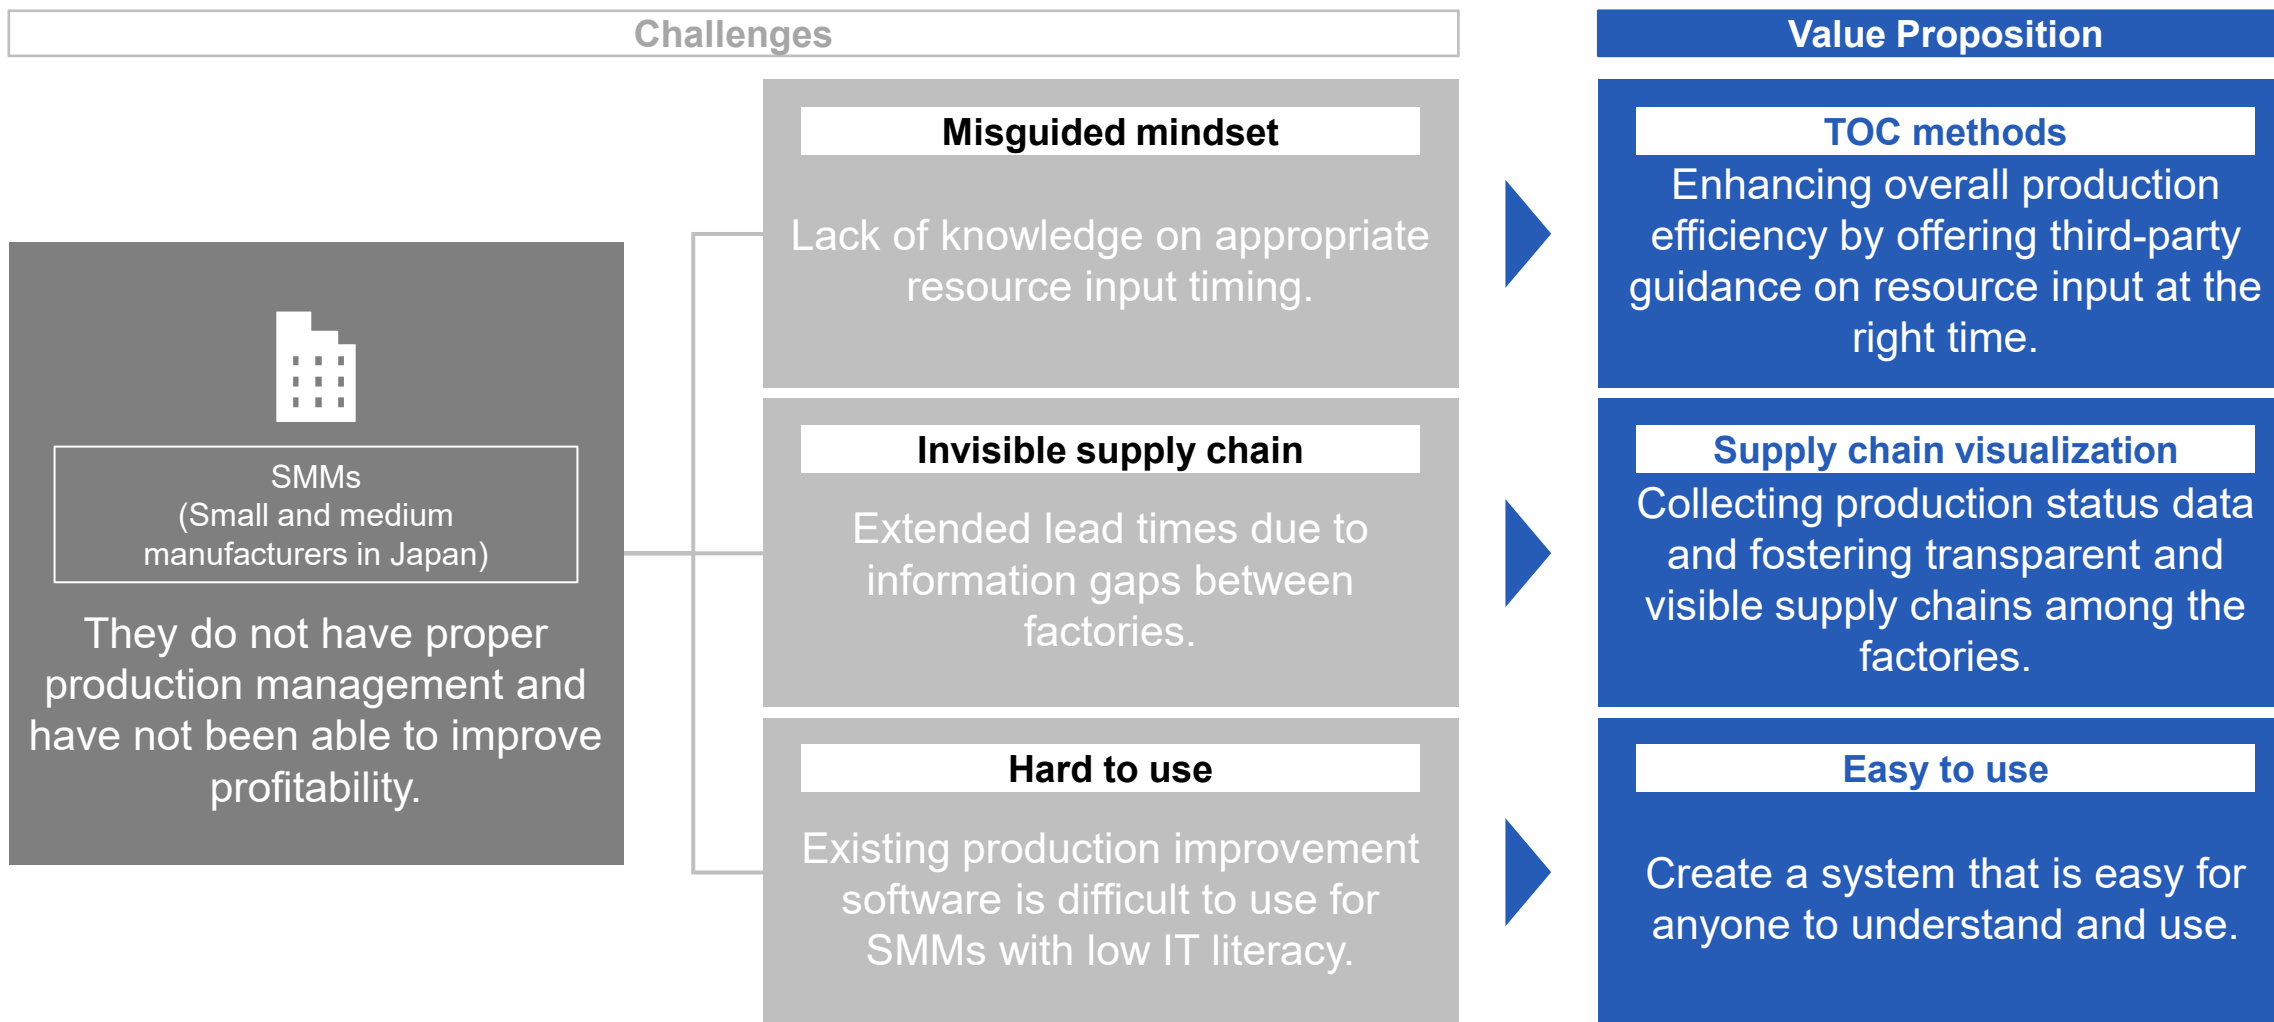 Challenges
Value Proposition
SMMs
(Small and medium
manufacturers in Japan)
They do not have proper
production management and
have not been able to improve
profitability.
Misguided mindset
Lack of knowledge on appropriate
resource input timing.
TOC methods
Enhancing overall production
efficiency by offering third-party
guidance on resource input at the
right time.
Invisible supply chain
Extended lead times due to
information gaps between
factories.
Supply chain visualization
Collecting production status data
and fostering transparent and
visible supply chains among the
factories.
Hard to use
Existing production improvement
software is difficult to use for
SMMs with low IT literacy.
Easy to use
Create a system that is easy for
anyone to understand and use.